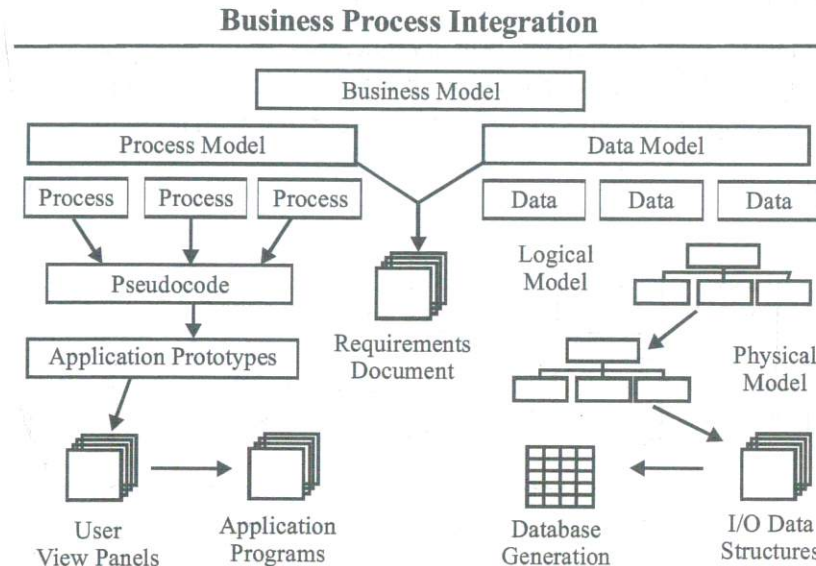 Business Process Integration
Business Model
Process Model
Data Model
Process
Process
Process
Data
Data
Data
Pseudocode
Logical
Model
Application Prototypes
Requirements
Document
Physical
Model
User
View Panels
Application
Programs
Database
Generation
I/O Data
Structures